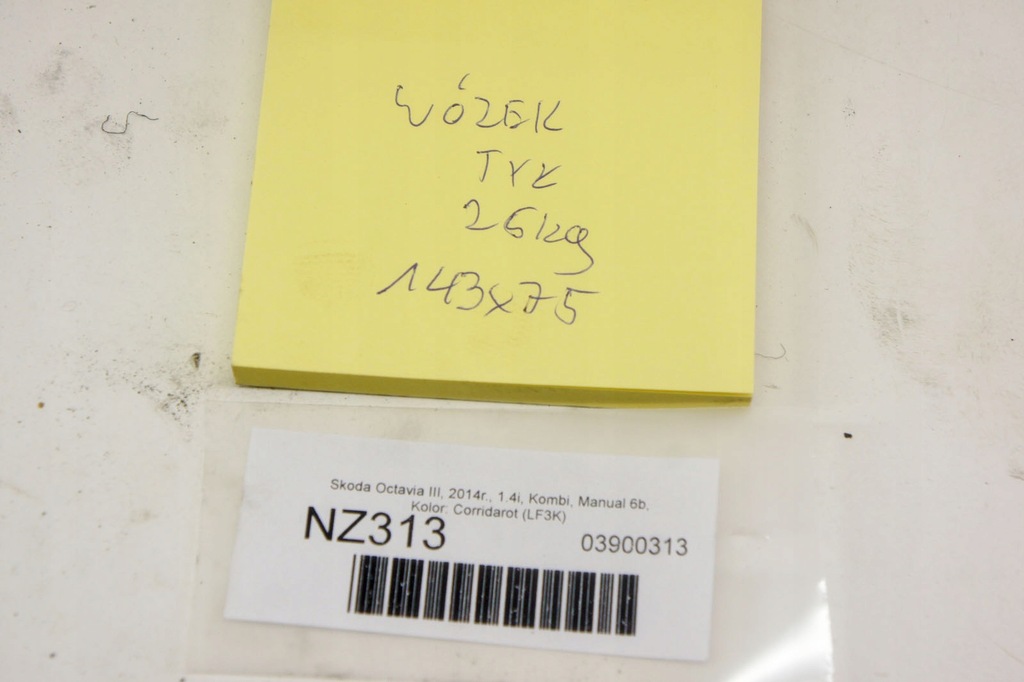 WÓZEK
TYŁ
26kg
143x75
Skoda Octavia III, 2014r., 1.4i, Kombi, Manual 6b,
Kolor: Corridarot (LF3K)
NZ313
03900313